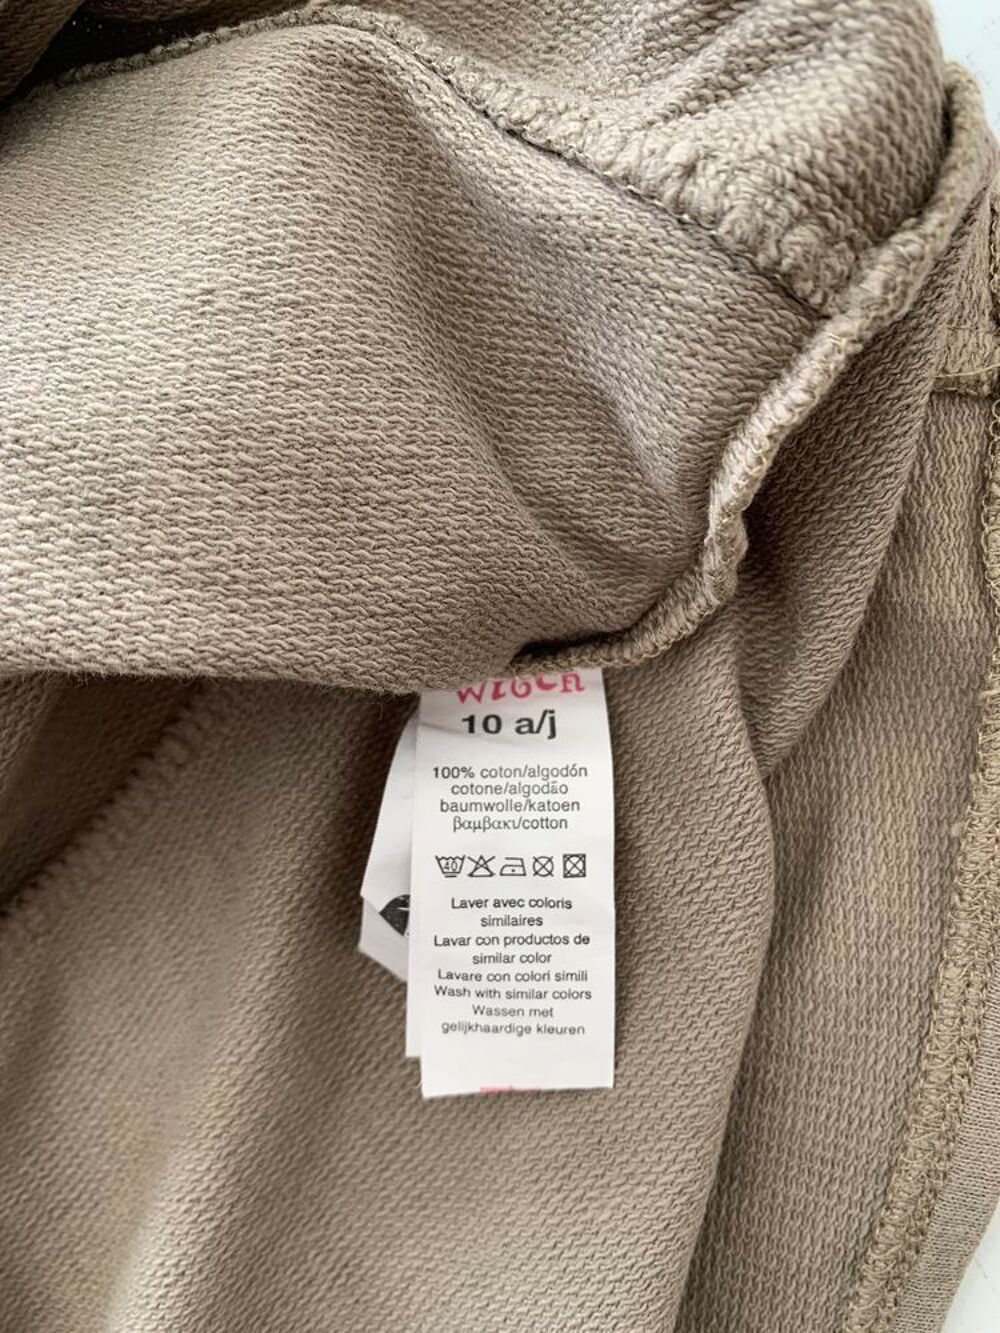 10 a/j
100% coton/algodón
cotone/algodão
baumwolle/katoen
βαμβακι/cotton
40
Laver avec coloris
similaires
Lavar con productos de
similar color
Lavare con colori simili
Wash with similar colors
Wassen met
gelijkhaardige kleuren